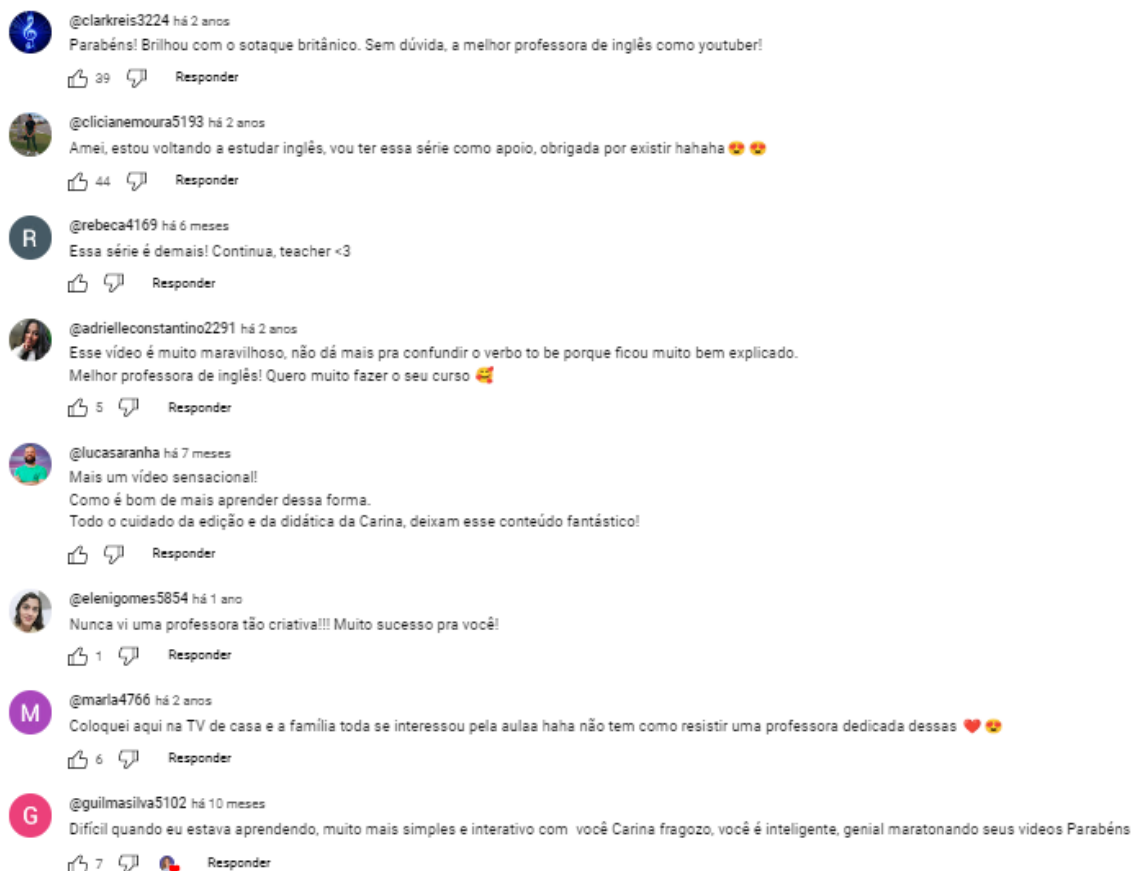 @clarkreis3224 há 2 anos
Parabéns! Brilhou com o sotaque britânico. Sem dúvida, a melhor professora de inglês como youtuber!
39 Responder
@clicianemoura5193 há 2 anos
Amei, estou voltando a estudar inglês, vou ter essa série como apoio, obrigada por existir hahaha 😍 😍
44 Responder
R
@rebeca4169 há 6 meses
Essa série é demais! Continua, teacher <3
Responder
@adrielleconstantino2291 há 2 anos
Esse vídeo é muito maravilhoso, não dá mais pra confundir o verbo to be porque ficou muito bem explicado.
Melhor professora de inglês! Quero muito fazer o seu curso 🥰
5 Responder
@lucasaranha há 7 meses
Mais um vídeo sensacional!
Como é bom de mais aprender dessa forma.
Todo o cuidado da edição e da didática da Carina, deixam esse conteúdo fantástico!
Responder
@elenigomes5854 há 1 ano
Nunca vi uma professora tão criativa!!! Muito sucesso pra você!
1 Responder
M
@marla4766 há 2 anos
Coloquei aqui na TV de casa e a família toda se interessou pela aulaa haha não tem como resistir uma professora dedicada dessas ❤️ 😍
6 Responder
G
@guilmasilva5102 há 10 meses
Difícil quando eu estava aprendendo, muito mais simples e interativo com você Carina fragozo, você é inteligente, genial maratonando seus videos Parabéns
7 Responder